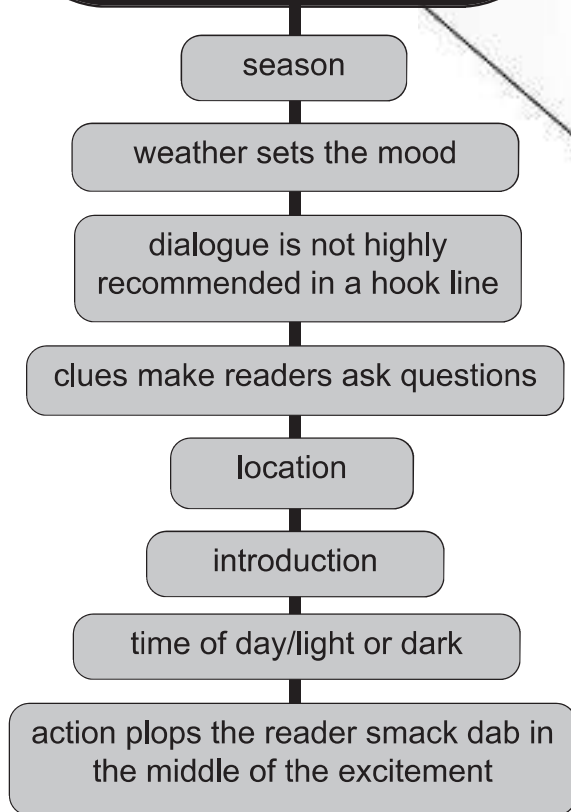 season
weather sets the mood
dialogue is not highly
recommended in a hook line
clues make readers ask questions
location
introduction
time of day/light or dark
action plops the reader smack dab in
the middle of the excitement